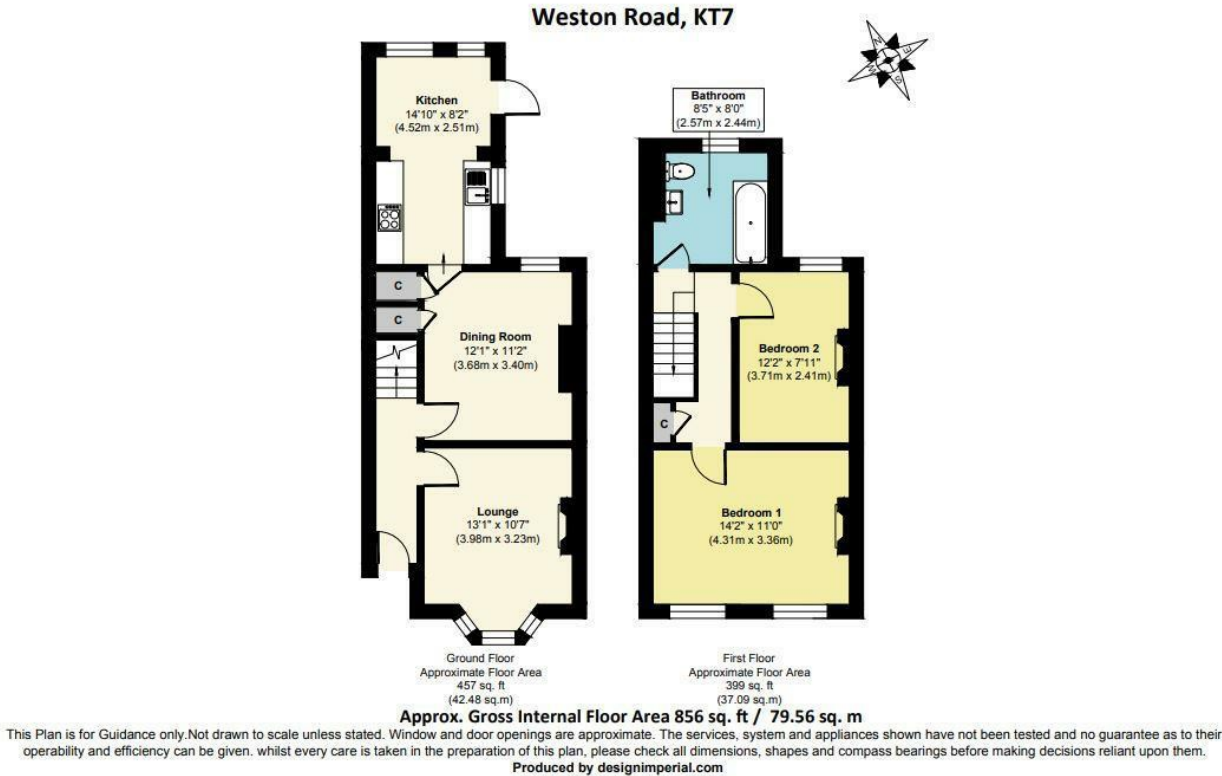 Weston Road, KT7
N
E
S
W
Kitchen
14'10" x 8'2"
(4.52m x 2.51m)
Bathroom
8'5" x 8'0"
(2.57m x 2.44m)
C
C
Dining Room
12'1" x 11'2"
(3.68m x 3.40m)
Bedroom 2
12'2" x 7'11"
(3.71m x 2.41m)
C
Lounge
13'1" x 10'7"
(3.98m x 3.23m)
Bedroom 1
14'2" x 11'0"
(4.31m x 3.36m)
Ground Floor
Approximate Floor Area
457 sq. ft
(42.48 sq.m)
First Floor
Approximate Floor Area
399 sq. ft
(37.09 sq.m)
Approx. Gross Internal Floor Area 856 sq. ft / 79.56 sq. m
This Plan is for Guidance only.Not drawn to scale unless stated. Window and door openings are approximate. The services, system and appliances shown have not been tested and no guarantee as to their
operability and efficiency can be given. whilst every care is taken in the preparation of this plan, please check all dimensions, shapes and compass bearings before making decisions reliant upon them.
Produced by designimperial.com